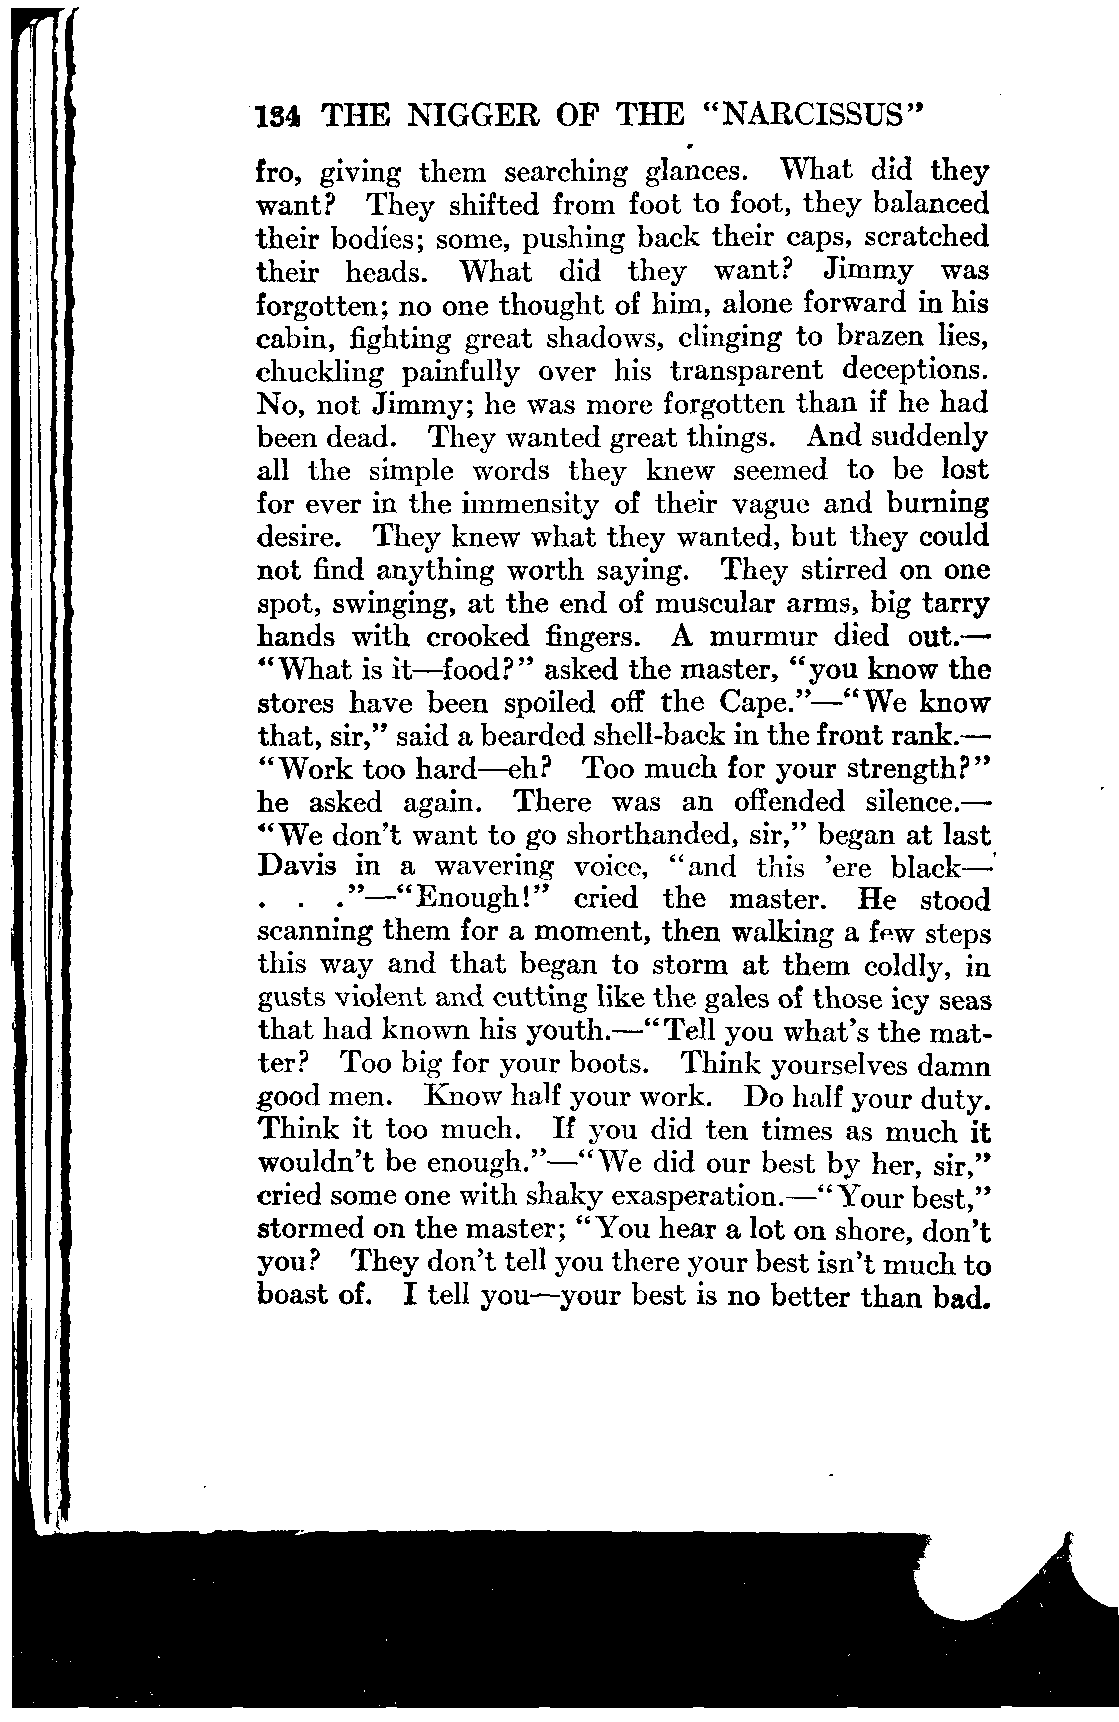 134 THE NIGGER OF THE “NARCISSUS”
fro, giving them searching glances. What did they
want? They shifted from foot to foot, they balanced
their bodies; some, pushing back their caps, scratched
their heads. What did they want? Jimmy was
forgotten; no one thought of him, alone forward in his
cabin, fighting great shadows, clinging to brazen lies,
chuckling painfully over his transparent deceptions.
No, not Jimmy; he was more forgotten than if he had
been dead. They wanted great things. And suddenly
all the simple words they knew seemed to be lost
for ever in the immensity of their vague and burning
desire. They knew what they wanted, but they could
not find anything worth saying. They stirred on one
spot, swinging, at the end of muscular arms, big tarry
hands with crooked fingers. A murmur died out.—
“What is it—food?” asked the master, “you know the
stores have been spoiled off the Cape.”—“We know
that, sir,” said a bearded shell-back in the front rank.—
“Work too hard—eh? Too much for your strength?”
he asked again. There was an offended silence.—
“We don’t want to go shorthanded, sir,” began at last
Davis in a wavering voice, “and this ’ere black—
. . .”—“Enough!” cried the master. He stood
scanning them for a moment, then walking a few steps
this way and that began to storm at them coldly, in
gusts violent and cutting like the gales of those icy seas
that had known his youth.—“Tell you what’s the mat-
ter? Too big for your boots. Think yourselves damn
good men. Know half your work. Do half your duty.
Think it too much. If you did ten times as much it
wouldn’t be enough.”—“We did our best by her, sir,”
cried some one with shaky exasperation.—“Your best,”
stormed on the master; “You hear a lot on shore, don’t
you? They don’t tell you there your best isn’t much to
boast of. I tell you—your best is no better than bad.